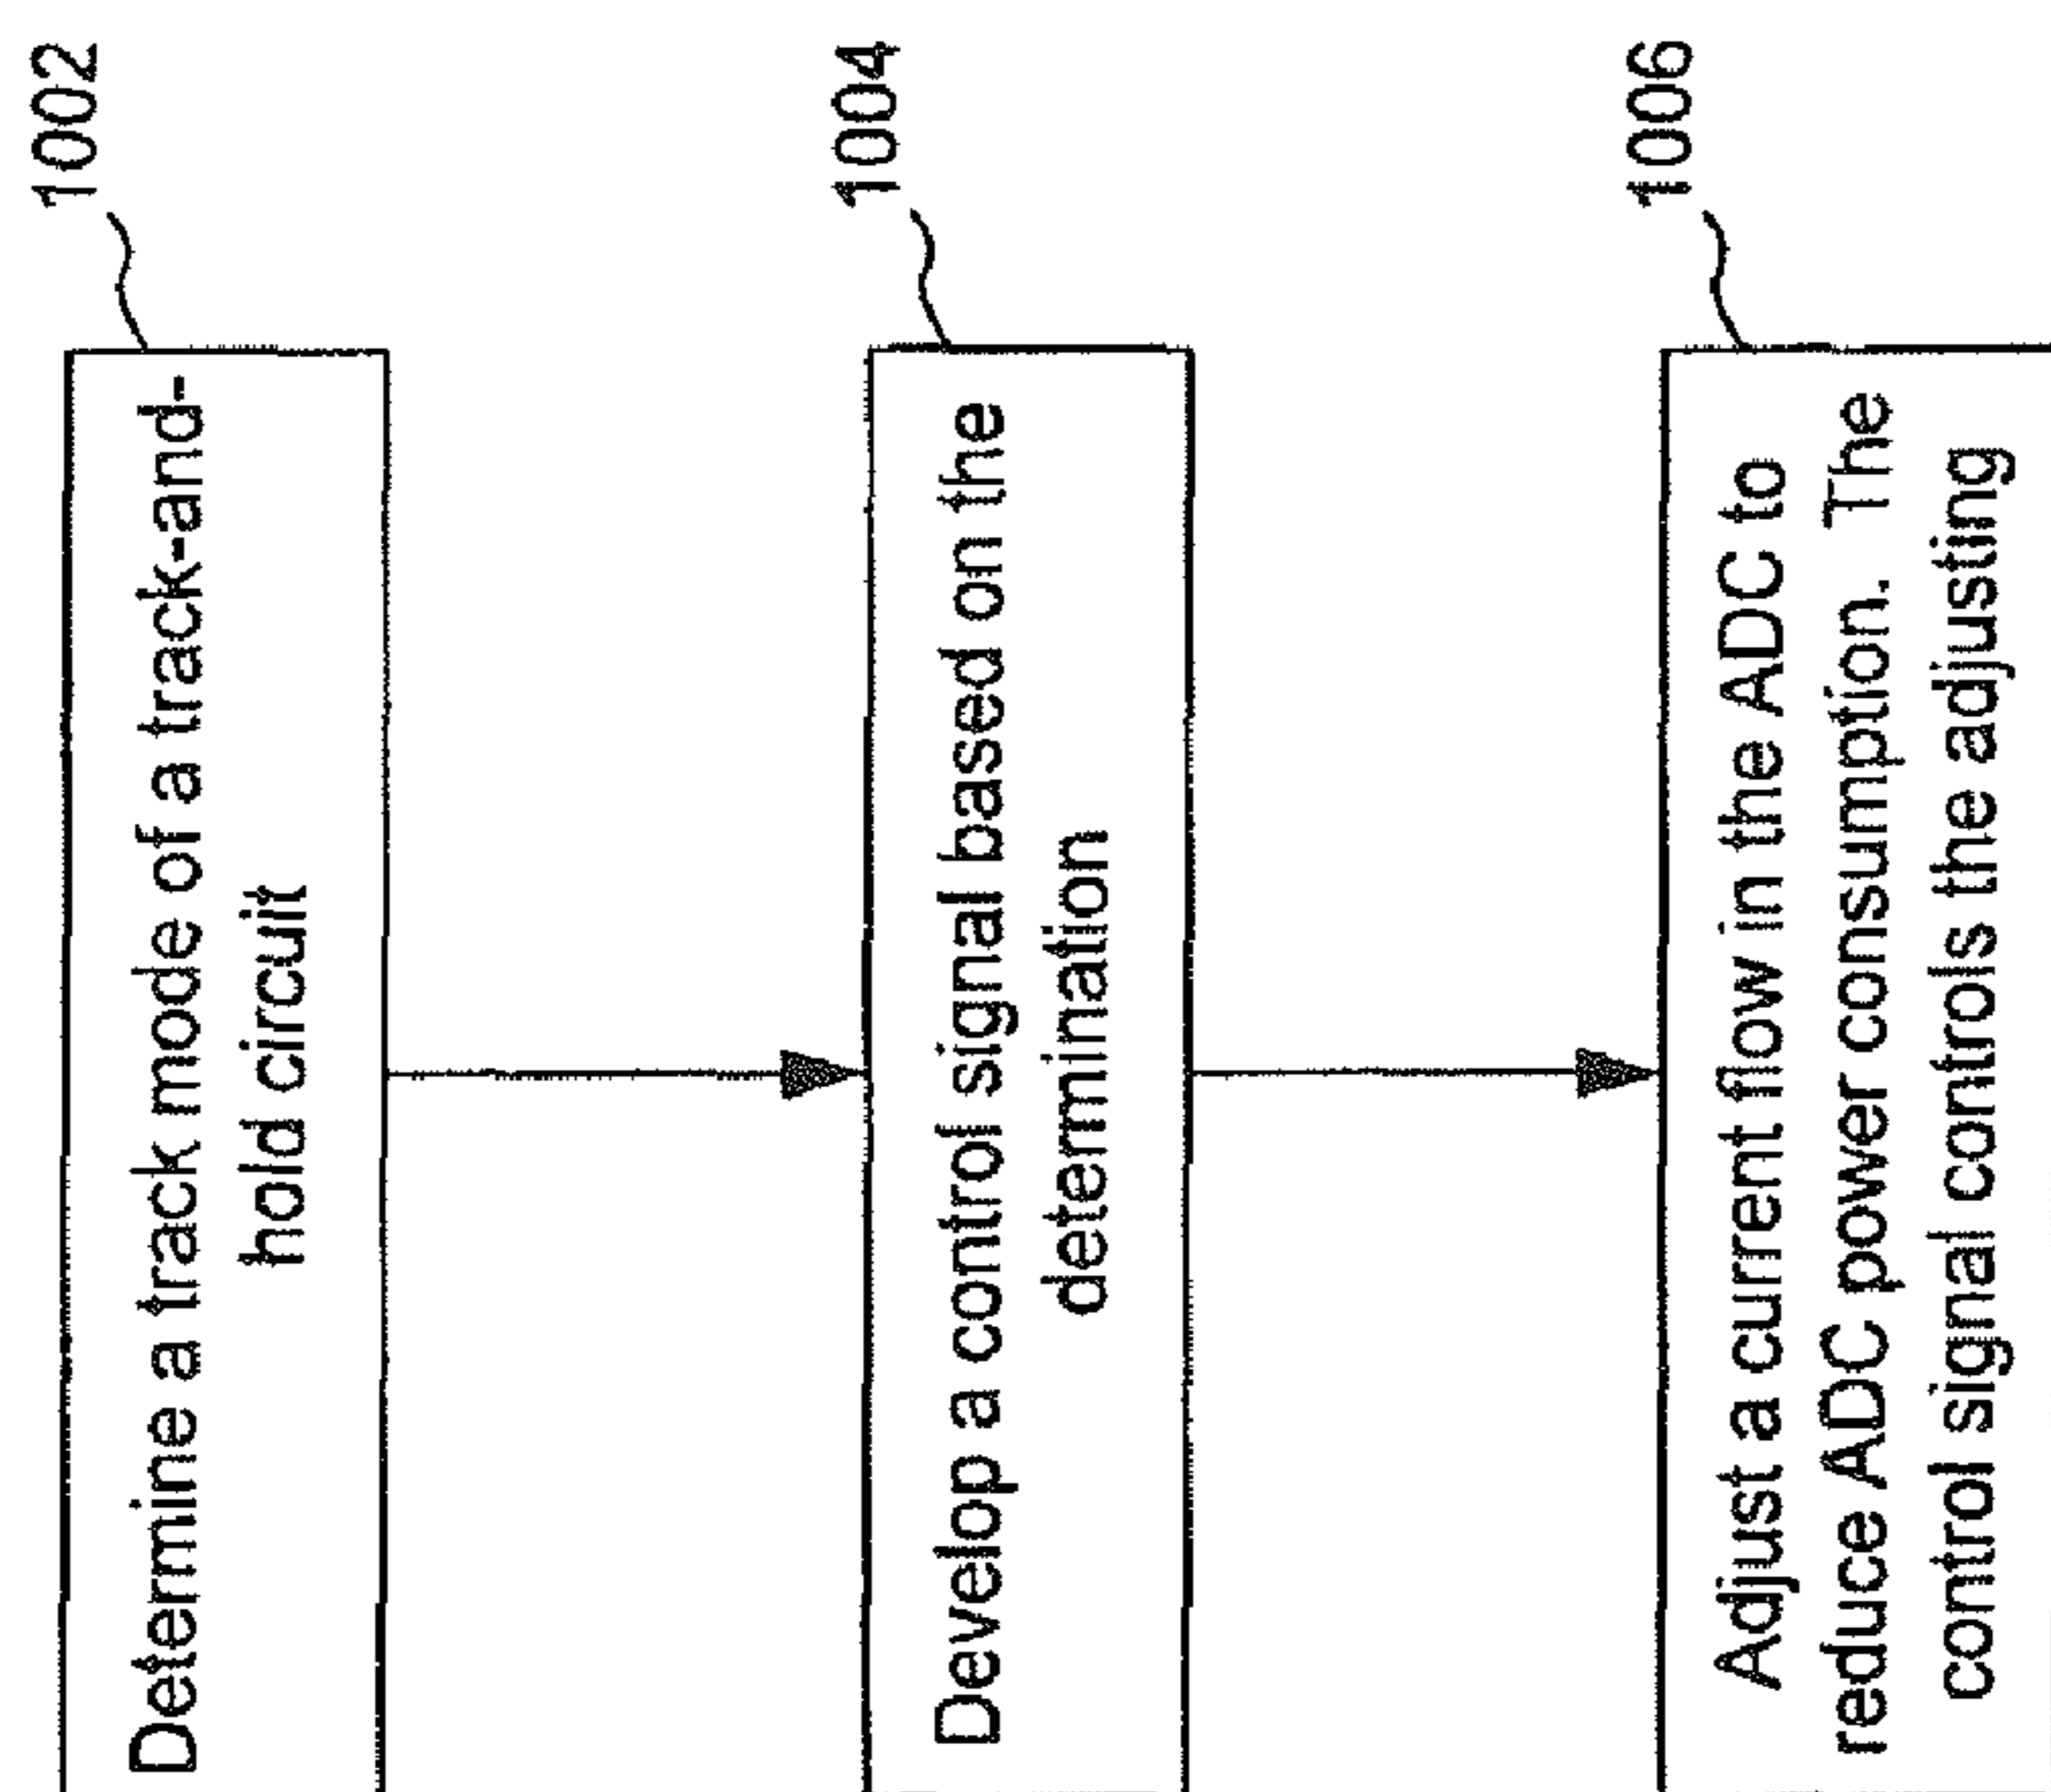 1002
Determine a track mode of a track-and-
hold circuit
1004
Develop a control signal based on the
determination
1006
Adjust a current flow in the ADC to
reduce ADC power consumption. The
control signal controls the adjusting